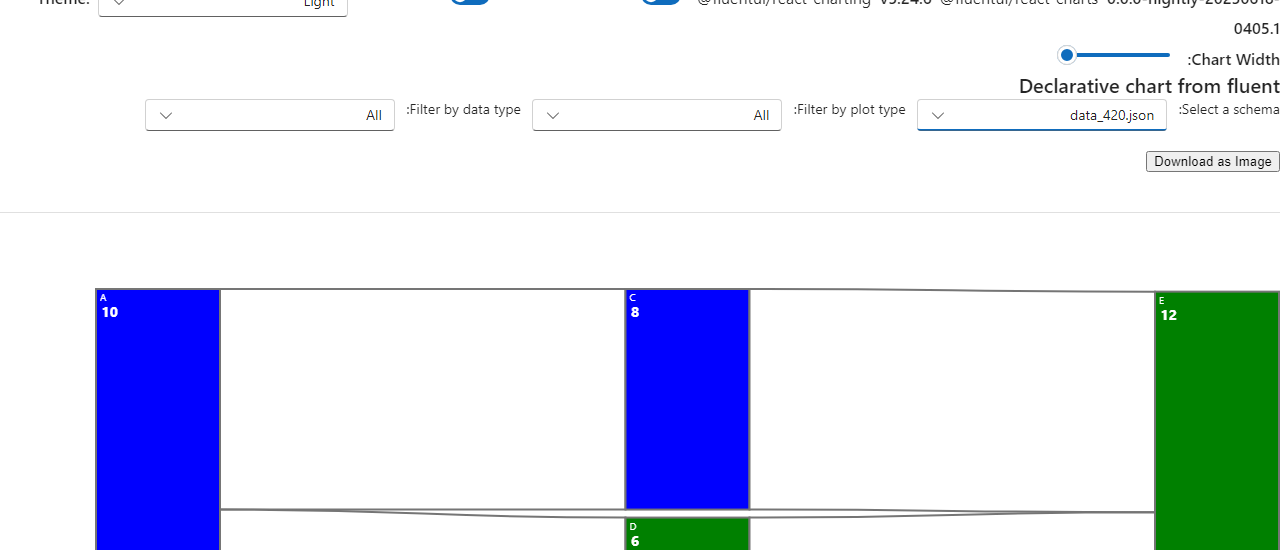 Theme:
Light
@fluentui/react-charting v5.24.6 @fluentui/react-charts 0.0.0-nightly-20250618-
0405.1
:Chart Width
Declarative chart from fluent
:Select a schema
data_420.json
:Filter by plot type
All
:Filter by data type
All
Download as Image
A
10
C
8
E
12
D
6